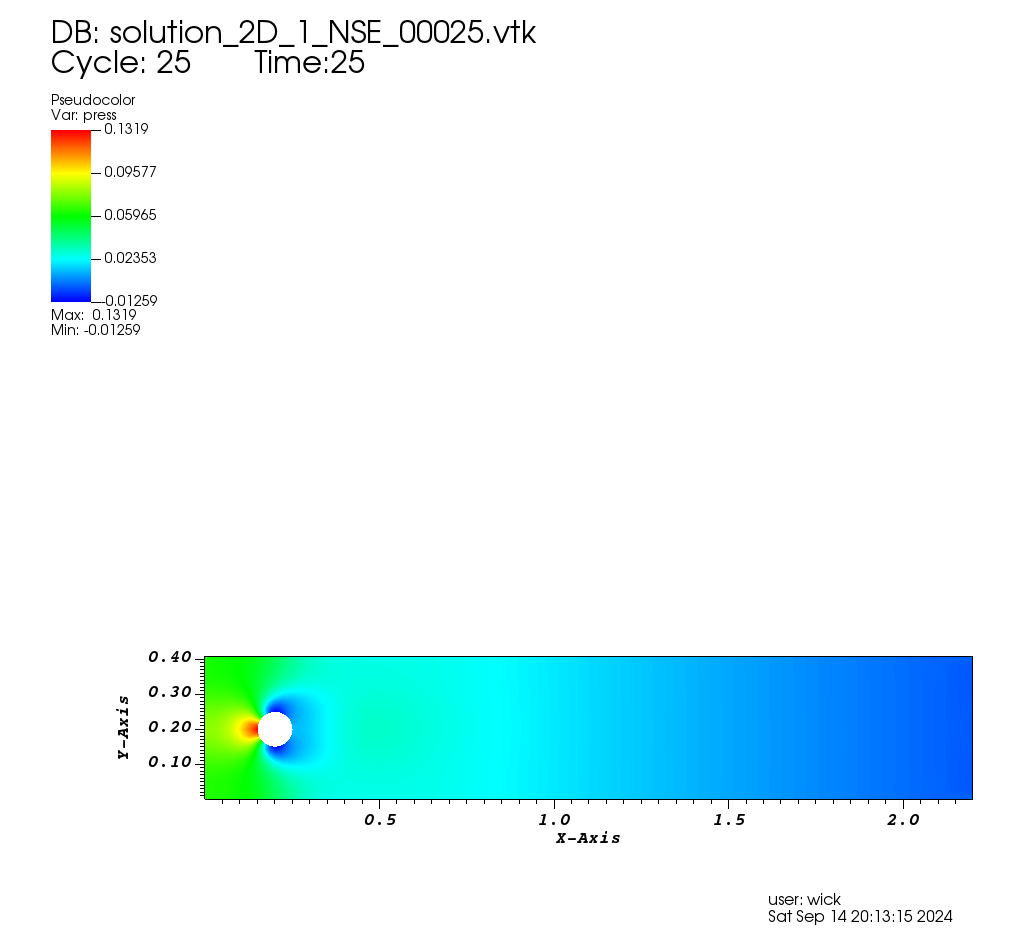 DB: solution_2D_1_NSE_00025.vtk
Cycle: 25 Time:25
Pseudocolor
Var: press
0.1319
0.09577
0.05965
0.02353
-0.01259
Max: 0.1319
Min: -0.01259
0.40
0.30
0.20
0.10
Y-Axis
0.5 1.0 1.5 2.0
X-Axis
user: wick
Sat Sep 14 20:13:15 2024